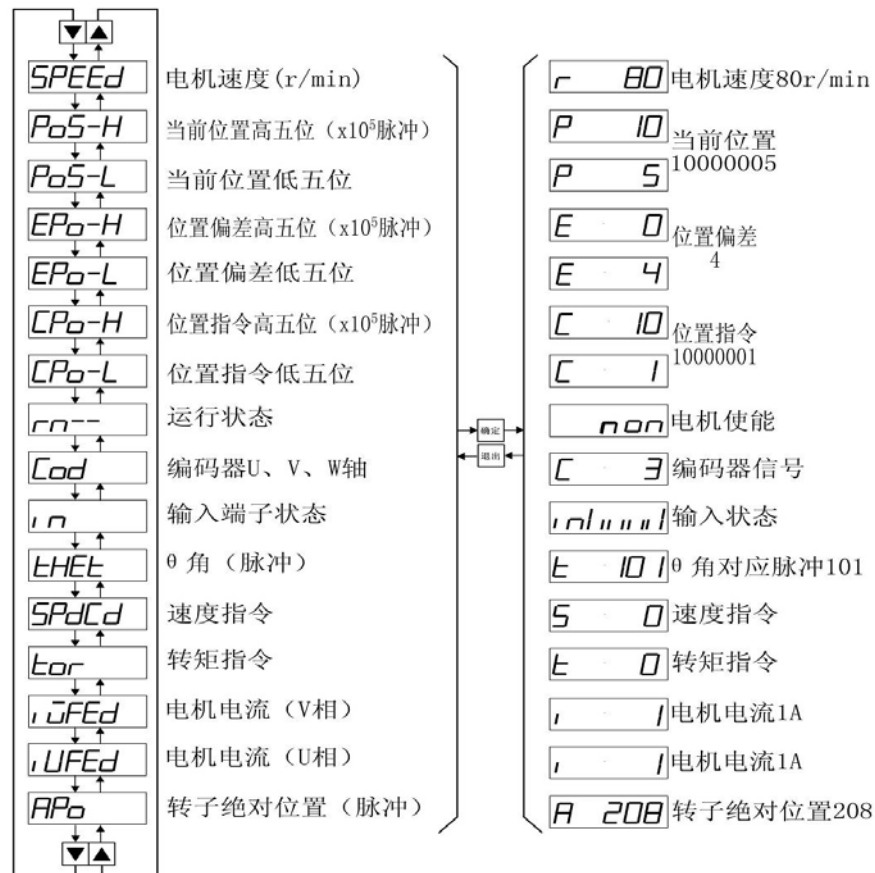 ▼ ▲
SPEEd 电机速度(r/min) r 80 电机速度80r/min
PoS-H 当前位置高五位（x10⁵脉冲） P 10 当前位置
PoS-L 当前位置低五位 P 5 10000005
EPo-H 位置偏差高五位（x10⁵脉冲） E 0 位置偏差
EPo-L 位置偏差低五位 E 4 4
CPo-H 位置指令高五位（x10⁵脉冲） C 10 位置指令
CPo-L 位置指令低五位 C 1 10000001
rn-- 运行状态 确定 non 电机使能
Cod 编码器U、V、W轴 退出 C 3 编码器信号
in 输入端子状态 输入状态
tHEt θ角（脉冲） t 101 θ角对应脉冲101
SPdCd 速度指令 S 0 速度指令
tor 转矩指令 t 0 转矩指令
电机电流（V相） i 1 电机电流1A
iUFEd 电机电流（U相） i 1 电机电流1A
APo 转子绝对位置（脉冲） A 208 转子绝对位置208
▼ ▲